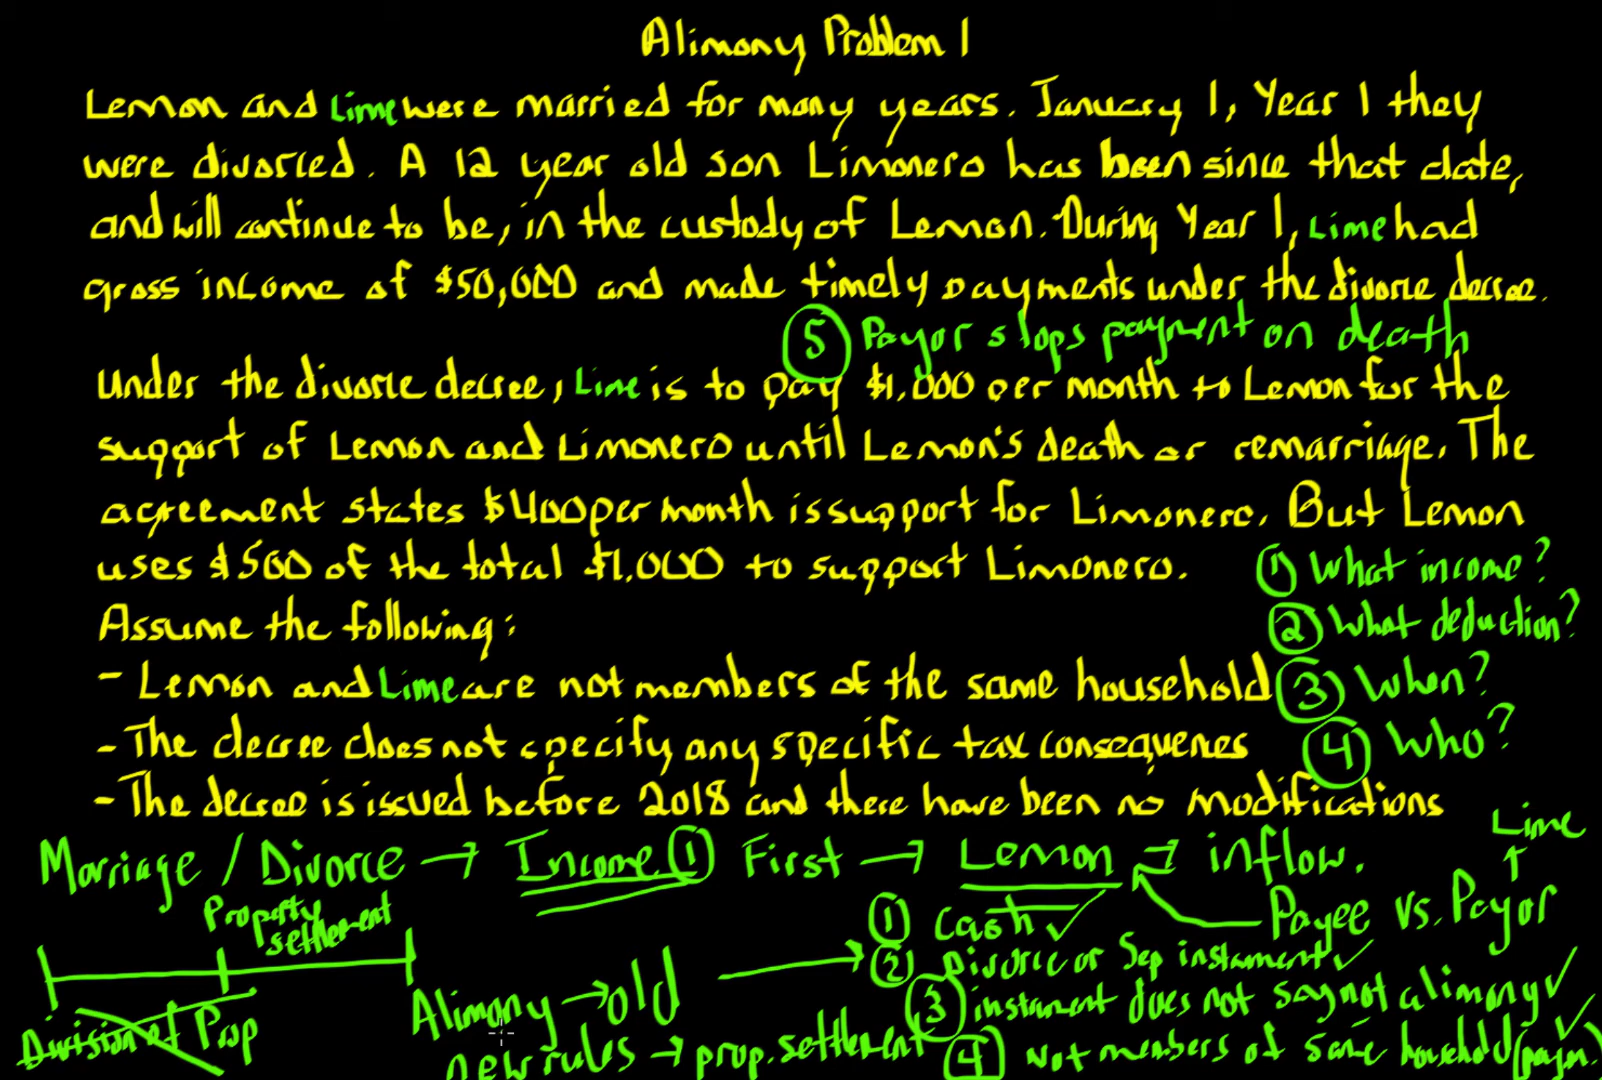 Alimony Problem 1
Lemon and Lime were married for many years. January 1, Year 1 they
were divorced. A 12 year old son Limonero has been since that date,
and will continue to be, in the custody of Lemon. During Year 1, Lime had
gross income of $50,000 and made timely payments under the divorce decree.
⑤ Payor stops payment on death
Under the divorce decree, Lime is to pay $1,000 per month to Lemon for the
support of Lemon and Limonero until Lemon's death or remarriage. The
agreement states $400 per month is support for Limonero. But Lemon
uses $500 of the total $1,000 to support Limonero.
① What income?
Assume the following:
② What deduction?
- Lemon and Lime are not members of the same household
③ When?
- The decree does not specify any specific tax consequences
④ Who?
- The decree is issued before 2018 and there have been no modifications
Marriage / Divorce → Income ① First → Lemon → inflow.
Lime
↑
Payee vs. Payor
Property
settlement
① Cash ✓
② Divorce or Sep instament ✓
Alimony → old
③ instament does not say not alimony ✓
Division of Prop
new rules → prop. settlement
④ Not members of same household (payor.) ✓